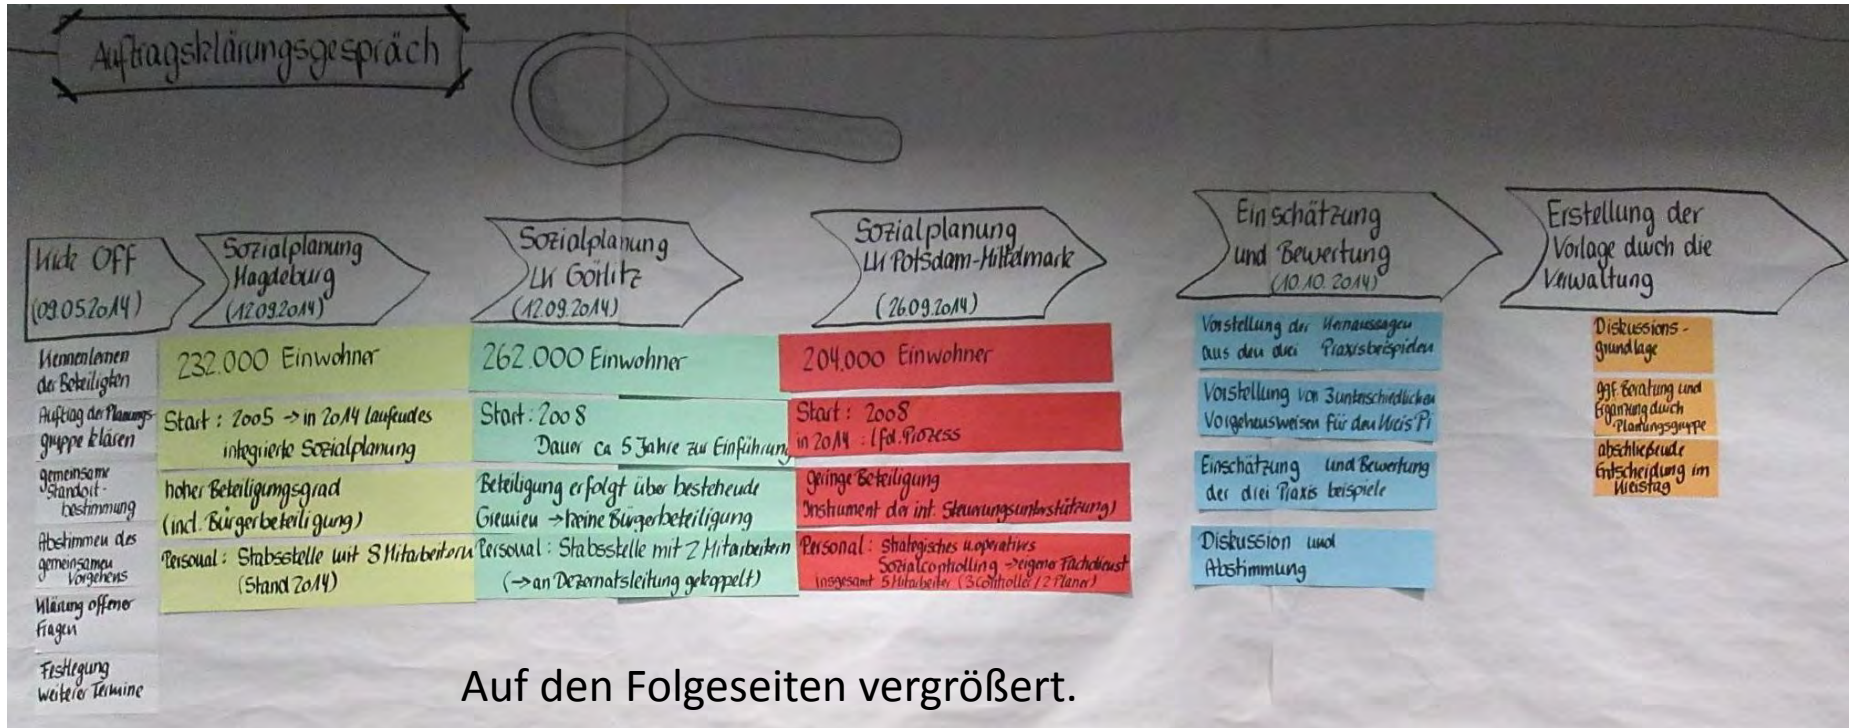 Auftragsklärungsgespräch
Kick Off
(09.05.2014)
Kennenlernen
der Beteiligten
Auftrag der Planungs-
gruppe klären
gemeinsame
Standort-
bestimmung
Abstimmen des
gemeinsamen
Vorgehens
Klärung offener
Fragen
Festlegung
weiterer Termine
Sozialplanung
Magdeburg
(12.09.2014)
232.000 Einwohner
Start: 2005 → in 2014 laufendes
integrierte Sozialplanung
hoher Beteiligungsgrad
(incl. Bürgerbeteiligung)
Personal: Stabsstelle mit 8 Mitarbeitern
(Stand 2014)
Sozialplanung
LK Görlitz
(12.09.2014)
262.000 Einwohner
Start: 2008
Dauer ca 5 Jahre zur Einführung
Beteiligung erfolgt über bestehende
Gremien → keine Bürgerbeteiligung
Personal: Stabsstelle mit 2 Mitarbeitern
(→ an Dezernatsleitung gekoppelt)
Sozialplanung
LK Potsdam-Mittelmark
(26.09.2014)
204.000 Einwohner
Start: 2008
in 2014: lfd. Prozess
geringe Beteiligung
Instrument der int. Steuerungsunterstützung)
Personal: Strategisches u. operatives
Sozialcontrolling → eigener Fachdienst
insgesamt 5 Mitarbeiter (3 Controller / 2 Planer)
Einschätzung
und Bewertung
(10.10.2014)
Vorstellung der Kernaussagen
aus den drei Praxisbeispielen
Vorstellung von 3 unterschiedlichen
Vorgehensweisen für den Kreis Pi
Einschätzung und Bewertung
der drei Praxis beispiele
Diskussion und
Abstimmung
Erstellung der
Vorlage durch die
Verwaltung
Diskussions-
grundlage
ggf. Beratung und
Ergänzung durch
Planungsgruppe
abschließende
Entscheidung im
Kreistag
Auf den Folgeseiten vergrößert.